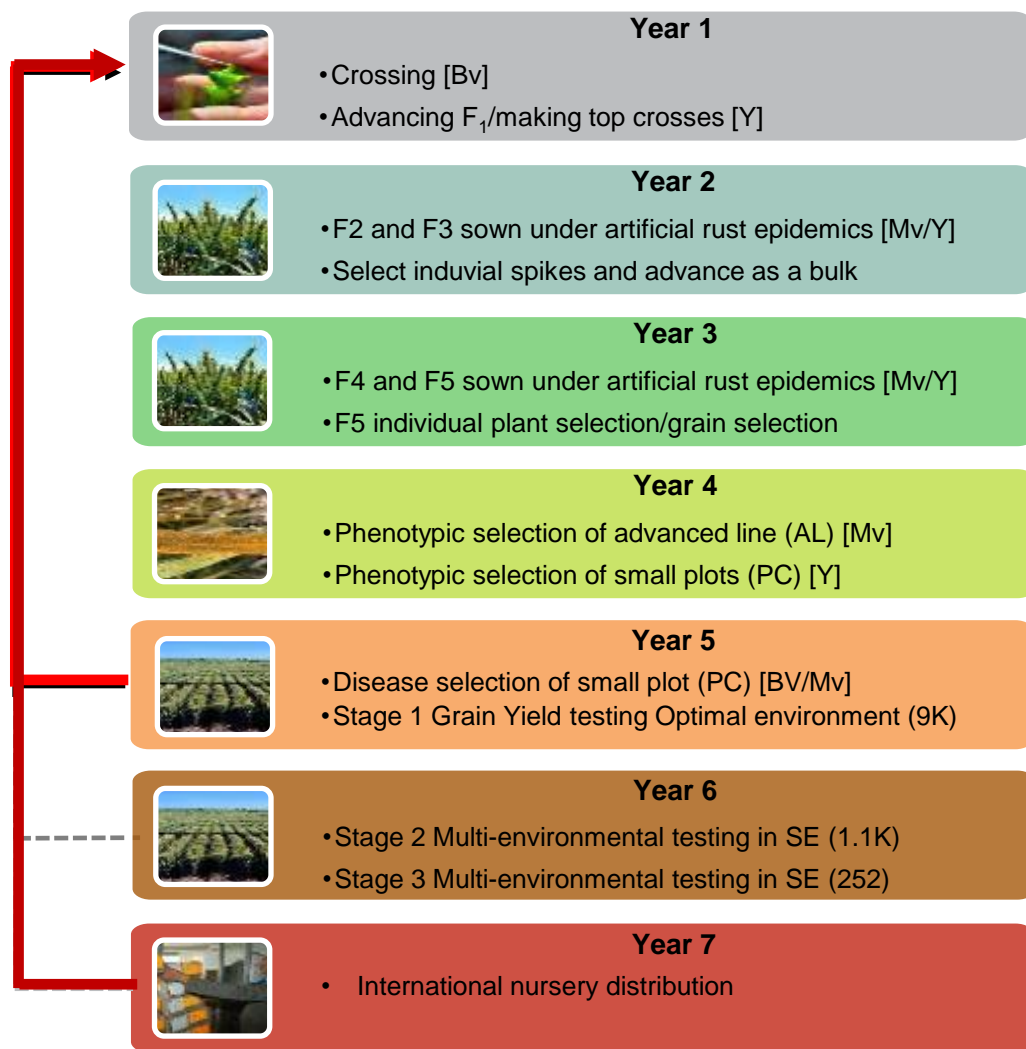 Year 1
•Crossing [Bv]
•Advancing F₁/making top crosses [Y]
Year 2
•F2 and F3 sown under artificial rust epidemics [Mv/Y]
•Select induvial spikes and advance as a bulk
Year 3
•F4 and F5 sown under artificial rust epidemics [Mv/Y]
•F5 individual plant selection/grain selection
Year 4
•Phenotypic selection of advanced line (AL) [Mv]
•Phenotypic selection of small plots (PC) [Y]
Year 5
•Disease selection of small plot (PC) [BV/Mv]
•Stage 1 Grain Yield testing Optimal environment (9K)
Year 6
•Stage 2 Multi-environmental testing in SE (1.1K)
•Stage 3 Multi-environmental testing in SE (252)
Year 7
• International nursery distribution